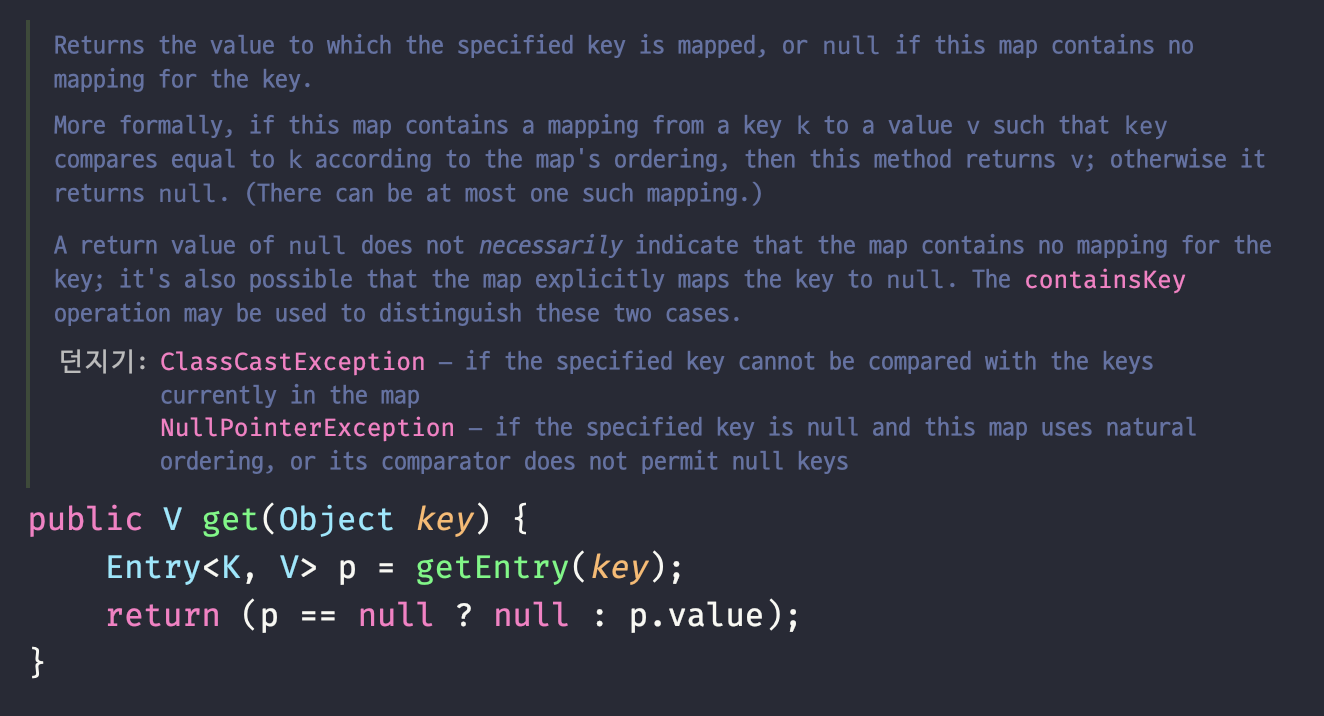 Returns the value to which the specified key is mapped, or null if this map contains no
mapping for the key.
More formally, if this map contains a mapping from a key k to a value v such that key
compares equal to k according to the map's ordering, then this method returns v; otherwise it
returns null. (There can be at most one such mapping.)
A return value of null does not necessarily indicate that the map contains no mapping for the
key; it's also possible that the map explicitly maps the key to null. The containsKey
operation may be used to distinguish these two cases.
던지기: ClassCastException – if the specified key cannot be compared with the keys
currently in the map
NullPointerException – if the specified key is null and this map uses natural
ordering, or its comparator does not permit null keys
public V get(Object key) {
    Entry<K, V> p = getEntry(key);
    return (p == null ? null : p.value);
}